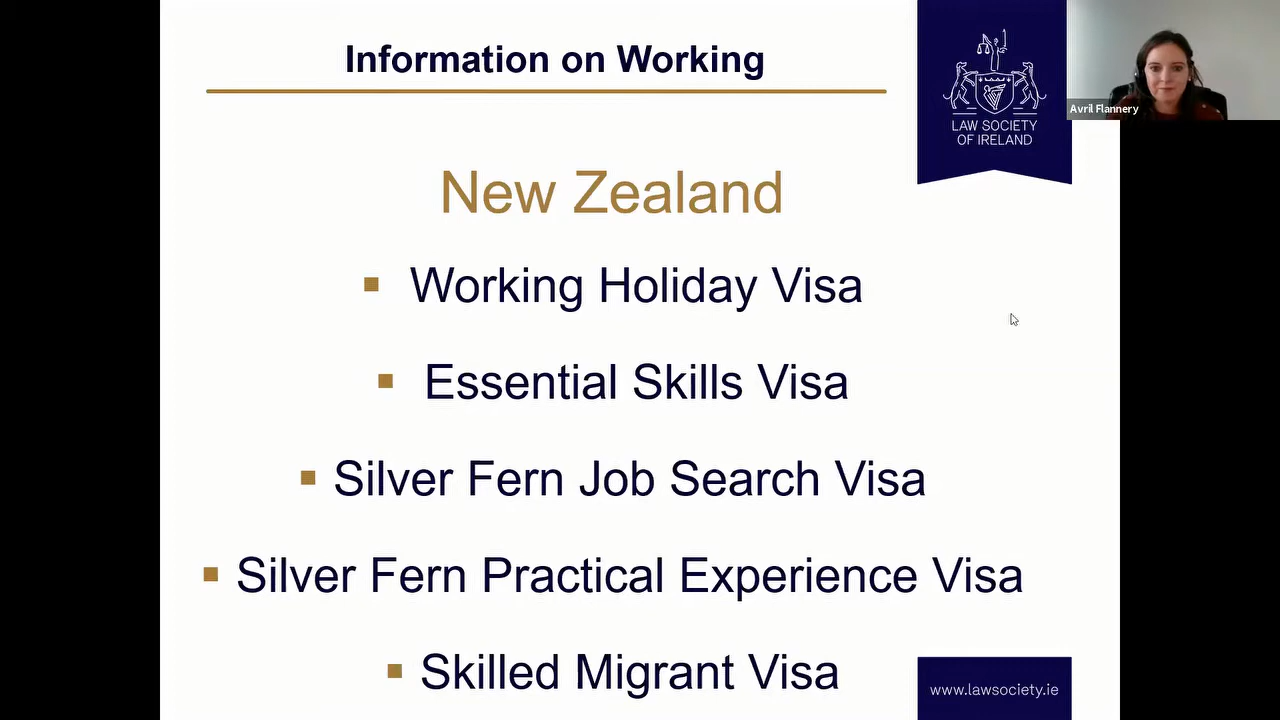 Information on Working
LAW SOCIETY
OF IRELAND
Avril Flannery
New Zealand
Working Holiday Visa
Essential Skills Visa
Silver Fern Job Search Visa
Silver Fern Practical Experience Visa
Skilled Migrant Visa
www.lawsociety.ie